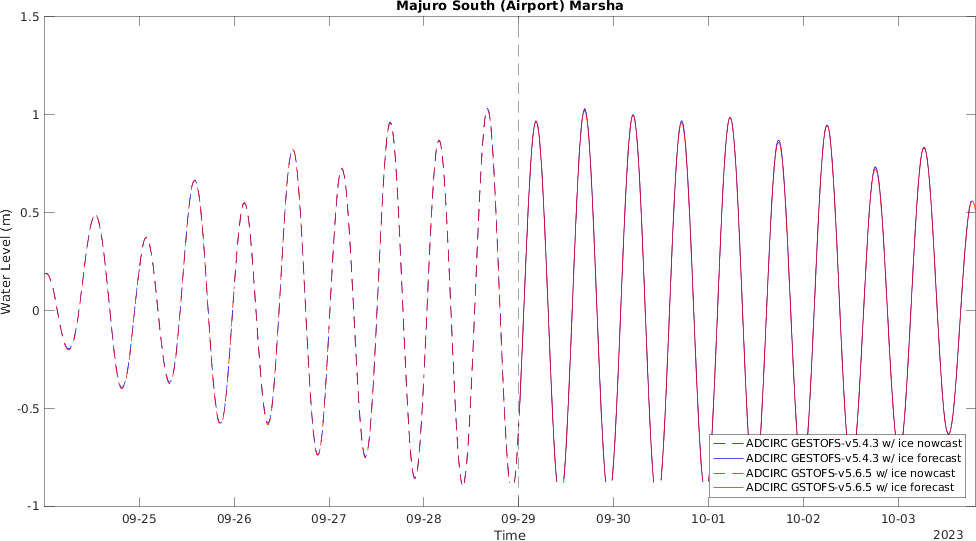 Majuro South (Airport) Marsha
1.5
1
0.5
0
-0.5
-1
Water Level (m)
ADCIRC GESTOFS-v5.4.3 w/ ice nowcast
ADCIRC GESTOFS-v5.4.3 w/ ice forecast
ADCIRC GSTOFS-v5.6.5 w/ ice nowcast
ADCIRC GSTOFS-v5.6.5 w/ ice forecast
09-25 09-26 09-27 09-28 09-29 09-30 10-01 10-02 10-03
Time
2023